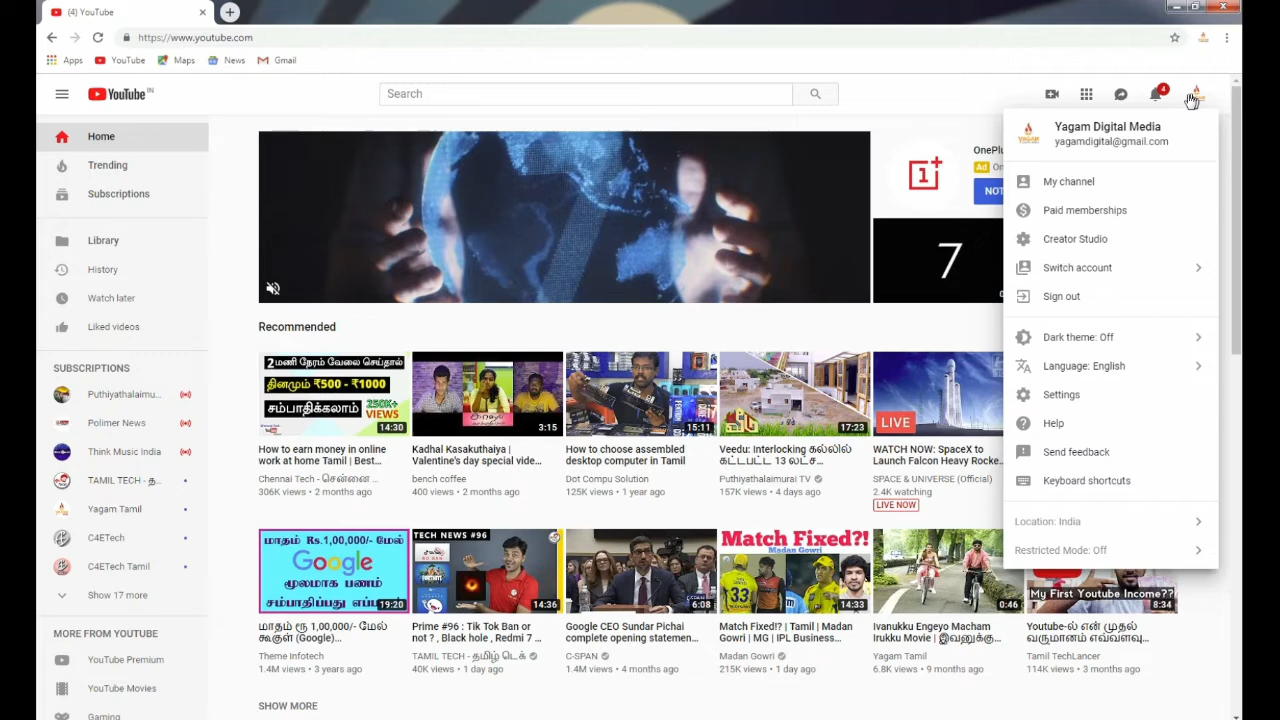 (4) YouTube
https://www.youtube.com
Apps YouTube Maps News Gmail
YouTube IN
Search
4
Home
Trending
Subscriptions
Library
History
Watch later
Liked videos
SUBSCRIPTIONS
Puthiyathalaimu...
Polimer News
Think Music India
TAMIL TECH - த...
Yagam Tamil
C4ETech
C4ETech Tamil
Show 17 more
MORE FROM YOUTUBE
YouTube Premium
YouTube Movies
Gaming
OnePlu
Ad On
NOT
7
Yagam Digital Media
yagamdigital@gmail.com
My channel
Paid memberships
Creator Studio
Switch account
Sign out
Dark theme: Off
Language: English
Settings
Help
Send feedback
Keyboard shortcuts
Location: India
Restricted Mode: Off
Recommended
2மணி நேரம் வேலை செய்தால்
தினமும் ₹500 - ₹1000
சம்பாதிக்கலாம் 250K+ VIEWS
14:30
How to earn money in online
work at home Tamil | Best...
Chennai Tech - சென்னை ...
306K views • 2 months ago
3:15
Kadhal Kasakuthaiya |
Valentine's day special vide...
bench coffee
400 views • 2 months ago
15:11
How to choose assembled
desktop computer in Tamil
Dot Compu Solution
125K views • 1 year ago
17:23
Veedu: Interlocking கல்லில்
கட்டபட்ட 13 லட்ச...
Puthiyathalaimurai TV
157K views • 4 days ago
LIVE
WATCH NOW: SpaceX to
Launch Falcon Heavy Rocke...
SPACE & UNIVERSE (Official)
2.4K watching
LIVE NOW
மாதம் Rs.1,00,000/- மேல்
Google
மூலமாக பணம்
சம்பாதிப்பது எப்ப
19:20
மாதம் ரூ 1,00,000/- மேல்
கூகுள் (Google)...
Theme Infotech
1.4M views • 3 years ago
TECH NEWS #96
14:36
Prime #96 : Tik Tok Ban or
not ? , Black hole , Redmi 7 ...
TAMIL TECH - தமிழ் டெக்
40K views • 1 day ago
6:08
Google CEO Sundar Pichai
complete opening statemen...
C-SPAN
1.4M views • 4 months ago
Match Fixed?!
Madan Gowri
33
14:33
Match Fixed!? | Tamil | Madan
Gowri | MG | IPL Business...
Madan Gowri
215K views • 1 day ago
0:46
Ivanukku Engeyo Macham
Irukku Movie | இவனுக்கு...
Yagam Tamil
6.8K views • 9 months ago
My First Youtube Income??
8:34
Youtube-ல் என் முதல்
வருமானம் எவ்வளவு...
Tamil TechLancer
114K views • 3 months ago
SHOW MORE